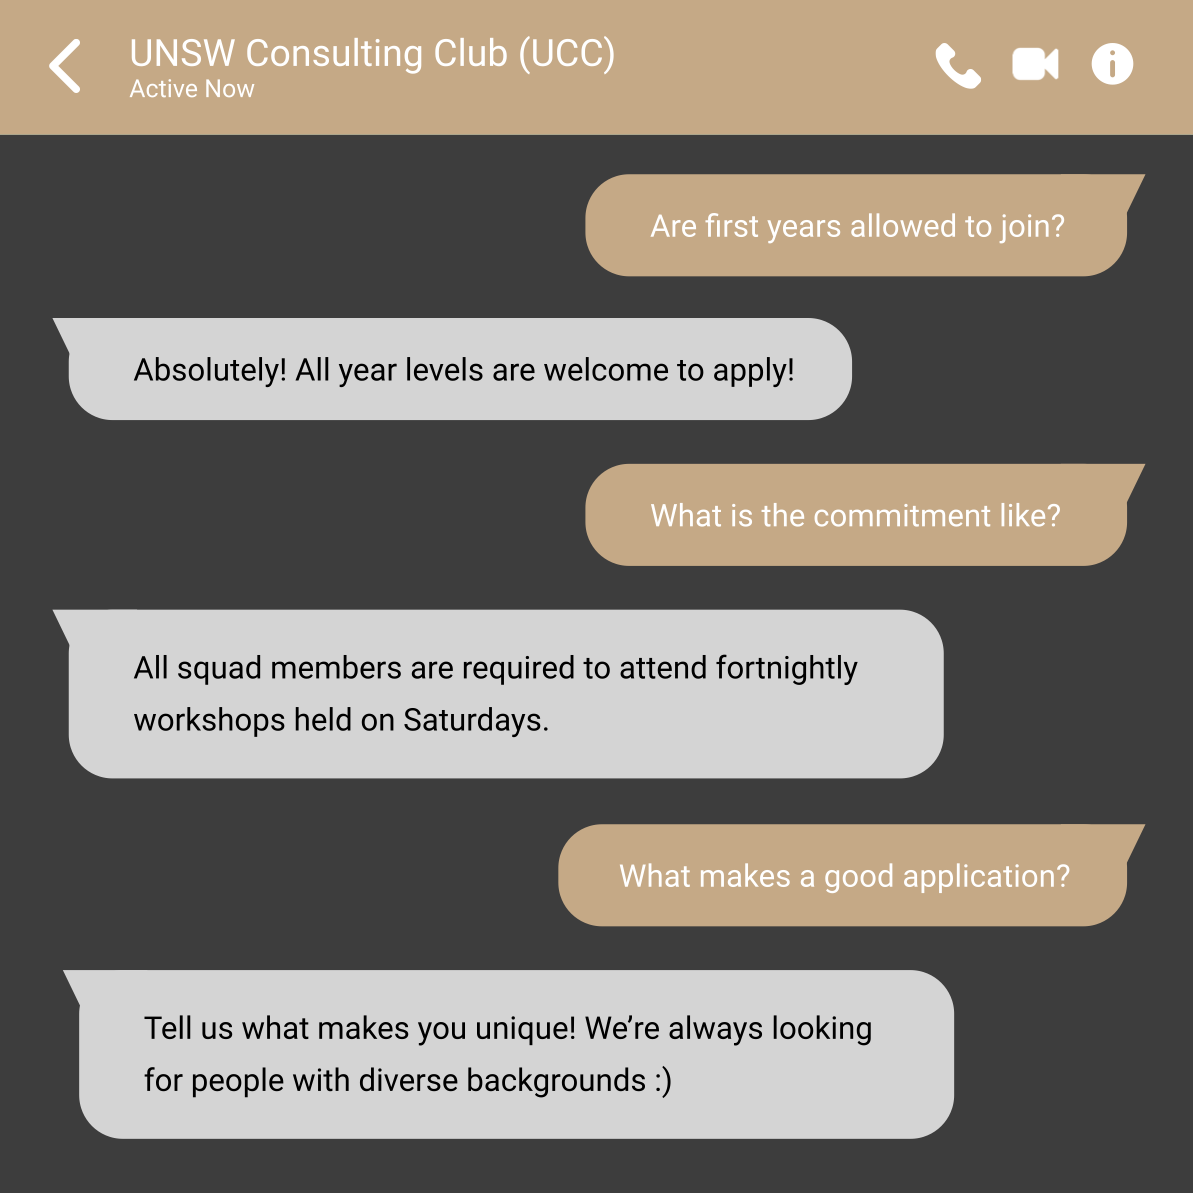 UNSW Consulting Club (UCC)
Active Now
Are first years allowed to join?
Absolutely! All year levels are welcome to apply!
What is the commitment like?
All squad members are required to attend fortnightly
workshops held on Saturdays.
What makes a good application?
Tell us what makes you unique! We’re always looking
for people with diverse backgrounds :)